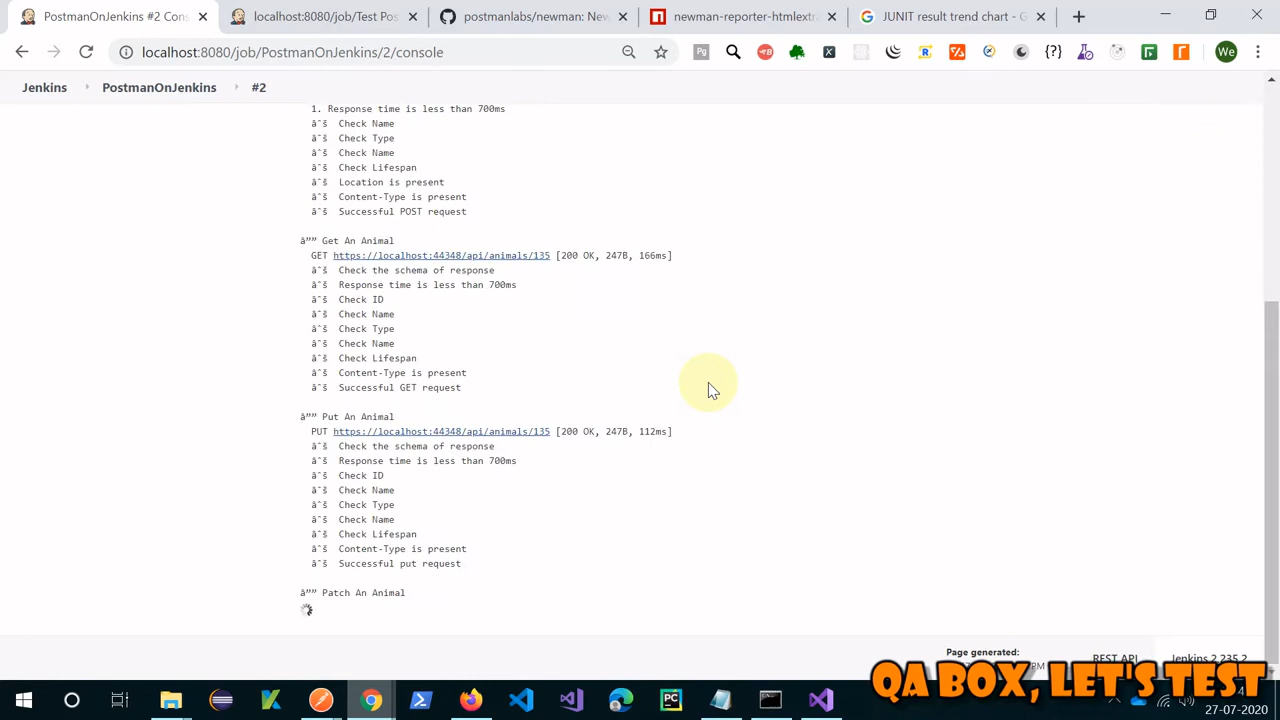 PostmanOnJenkins #2 Cons
localhost:8080/job/Test Pos
postmanlabs/newman: New
newman-reporter-htmlextra
JUNIT result trend chart - G
localhost:8080/job/PostmanOnJenkins/2/console
Pg
We
Jenkins
PostmanOnJenkins
#2
1. Response time is less than 700ms
âˆš Check Name
âˆš Check Type
âˆš Check Name
âˆš Check Lifespan
âˆš Location is present
âˆš Content-Type is present
âˆš Successful POST request
â”” Get An Animal
GET https://localhost:44348/api/animals/135 [200 OK, 247B, 166ms]
âˆš Check the schema of response
âˆš Response time is less than 700ms
âˆš Check ID
âˆš Check Name
âˆš Check Type
âˆš Check Name
âˆš Check Lifespan
âˆš Content-Type is present
âˆš Successful GET request
â”” Put An Animal
PUT https://localhost:44348/api/animals/135 [200 OK, 247B, 112ms]
âˆš Check the schema of response
âˆš Response time is less than 700ms
âˆš Check ID
âˆš Check Name
âˆš Check Type
âˆš Check Name
âˆš Check Lifespan
âˆš Content-Type is present
âˆš Successful put request
â”” Patch An Animal
Page generated:
REST API
Jenkins 2.235.2
QA BOX, LET'S TEST
PC
27-07-2020